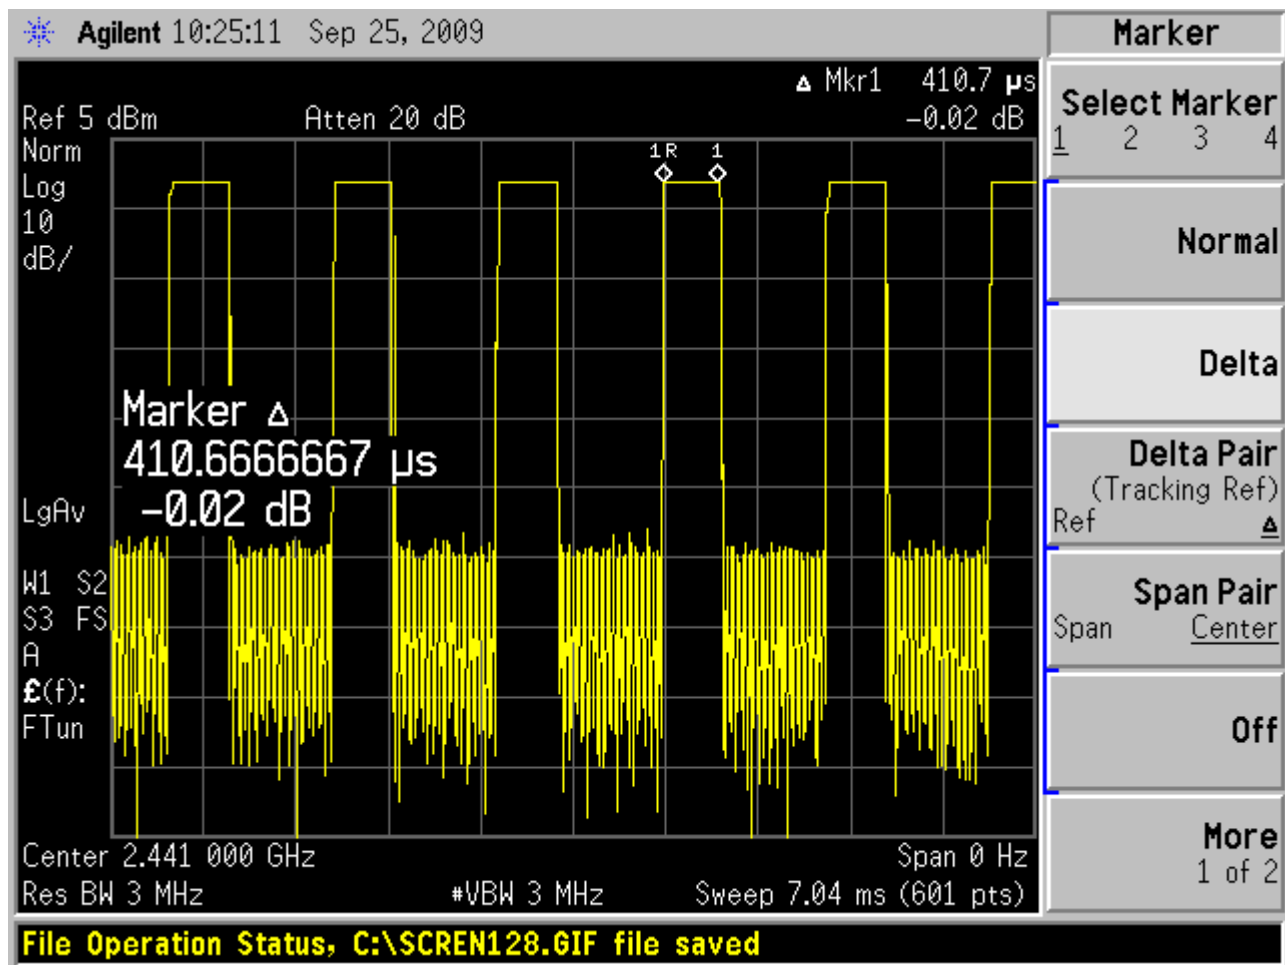 Agilent 10:25:11 Sep 25, 2009
Δ Mkr1 410.7 µs
Ref 5 dBm Atten 20 dB -0.02 dB
Norm
Log
10
dB/
1R 1
Marker Δ
410.6666667 µs
-0.02 dB
LgAv
W1 S2
S3 FS
A
£(f):
FTun
Center 2.441 000 GHz Span 0 Hz
Res BW 3 MHz #VBW 3 MHz Sweep 7.04 ms (601 pts)
File Operation Status, C:\SCREN128.GIF file saved
Marker
Select Marker
1 2 3 4
Normal
Delta
Delta Pair
(Tracking Ref)
Ref Δ
Span Pair
Span Center
Off
More
1 of 2